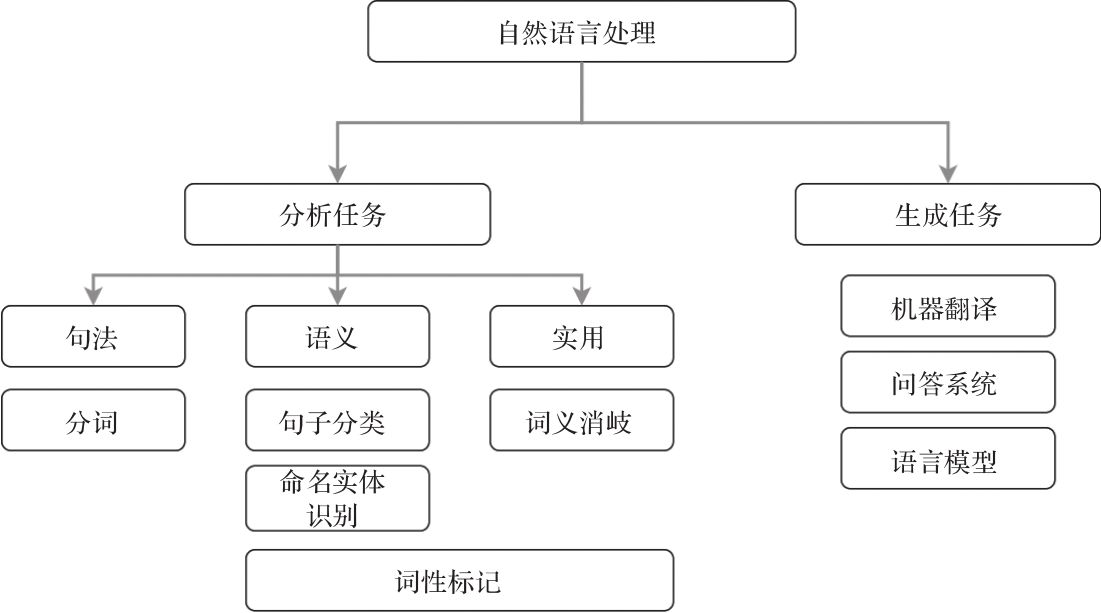 自然语言处理
分析任务
生成任务
句法
语义
实用
分词
句子分类
词义消岐
命名实体
识别
词性标记
机器翻译
问答系统
语言模型